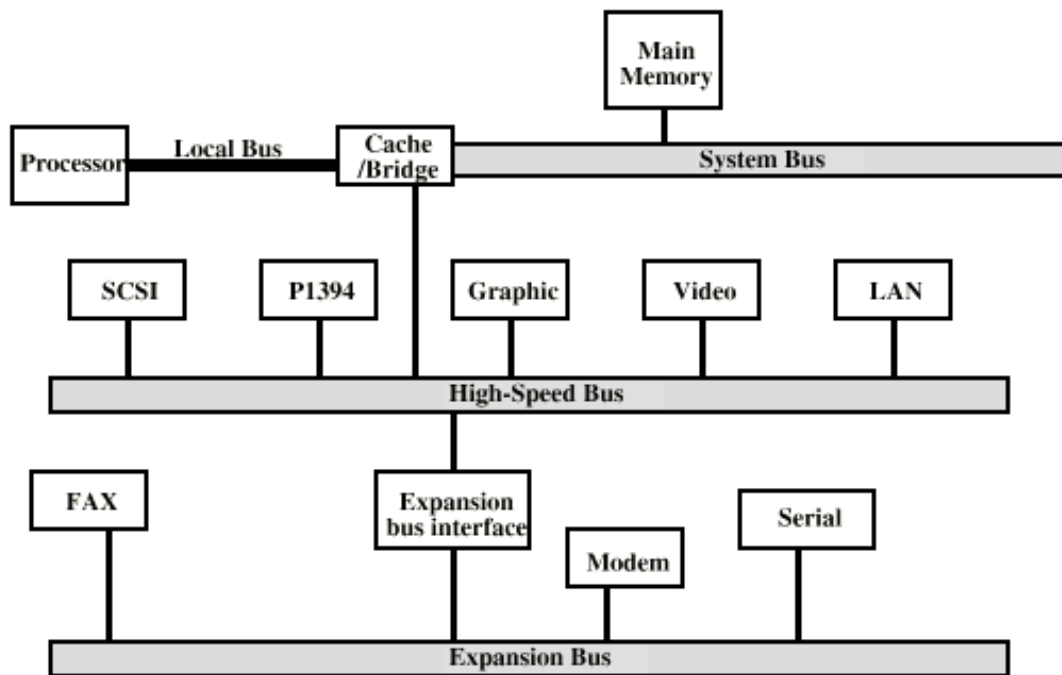 Main
Memory
Processor
Local Bus
Cache
/Bridge
System Bus
SCSI
P1394
Graphic
Video
LAN
High-Speed Bus
FAX
Expansion
bus interface
Modem
Serial
Expansion Bus